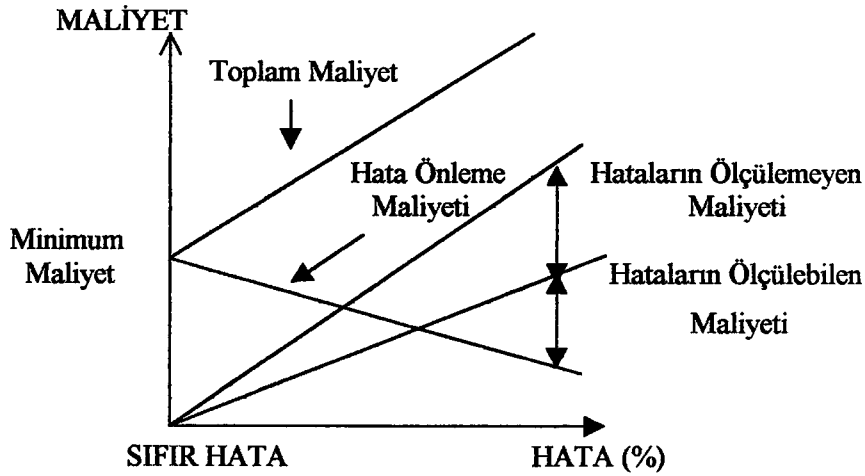 MALİYET
Toplam Maliyet
Hata Önleme
Maliyeti
Hataların Ölçülemeyen
Maliyeti
Minimum
Maliyet
Hataların Ölçülebilen
Maliyeti
SIFIR HATA
HATA (%)